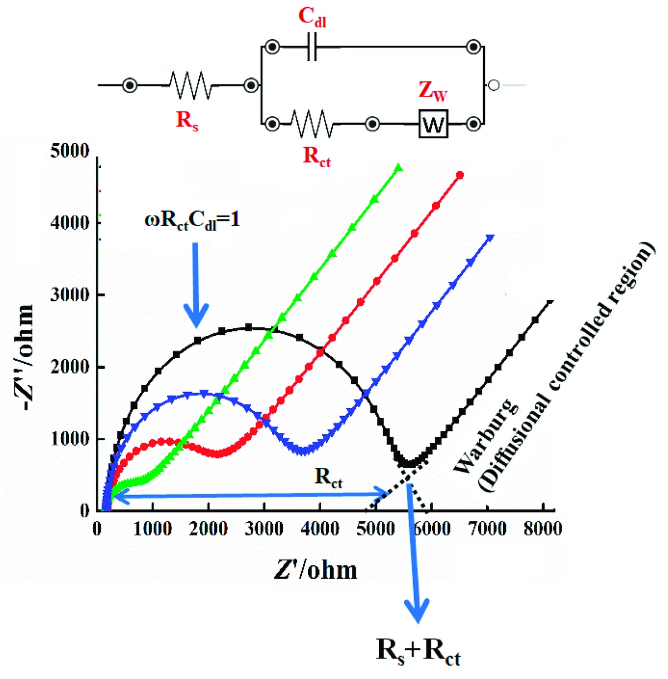 C_dl
Z_W
W
R_s
R_ct
5000
4000
3000
2000
1000
0
-Z''/ohm
ωR_ctC_dl=1
R_ct
Warburg
(Diffusional controlled region)
0 1000 2000 3000 4000 5000 6000 7000 8000
Z'/ohm
R_s+R_ct